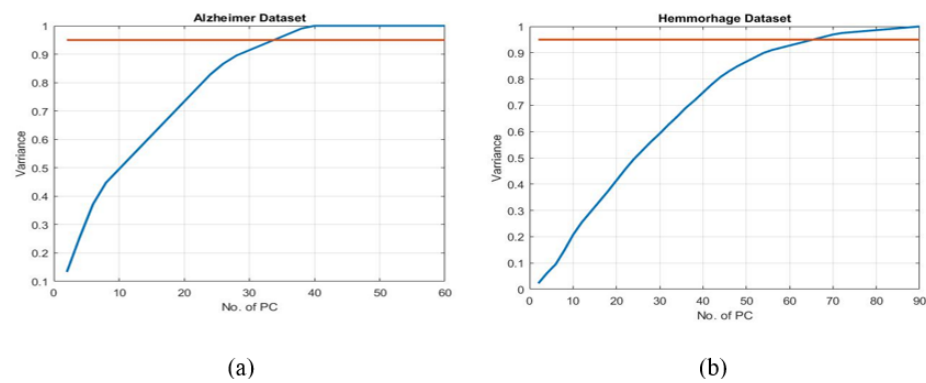 Alzheimer Dataset
1
0.9
0.8
0.7
0.6
0.5
0.4
0.3
0.2
0.1
Varriance
0 10 20 30 40 50 60
No. of PC
(a)
Hemmorhage Dataset
1
0.9
0.8
0.7
0.6
0.5
0.4
0.3
0.2
0.1
0
Varriance
0 10 20 30 40 50 60 70 80 90
No. of PC
(b)